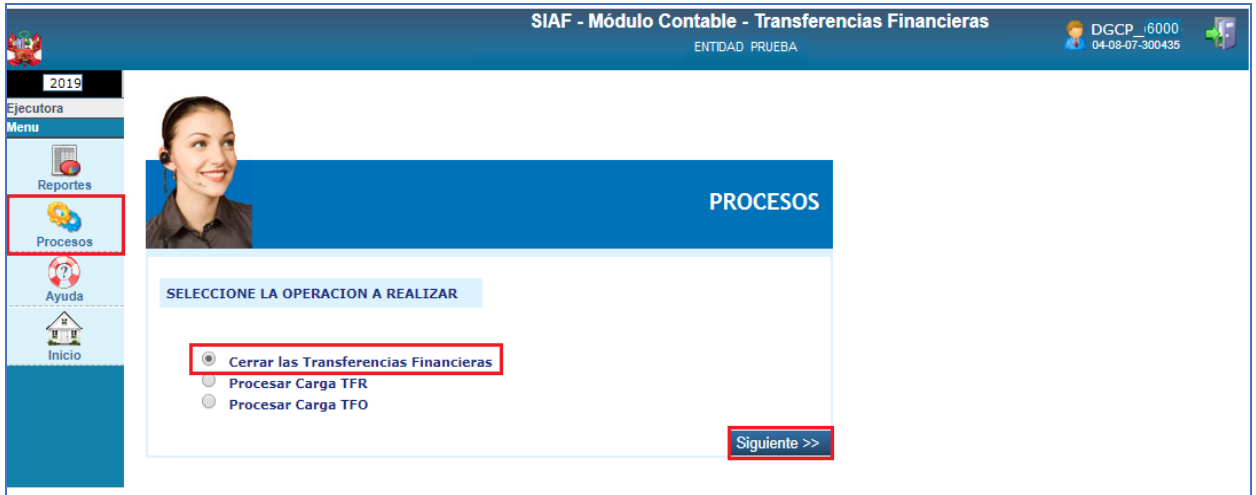 SIAF - Módulo Contable - Transferencias Financieras
ENTIDAD PRUEBA
DGCP_6000
04-08-07-300435
2019
Ejecutora
Menu
Reportes
Procesos
Ayuda
Inicio
PROCESOS
SELECCIONE LA OPERACION A REALIZAR
Cerrar las Transferencias Financieras
Procesar Carga TFR
Procesar Carga TFO
Siguiente >>